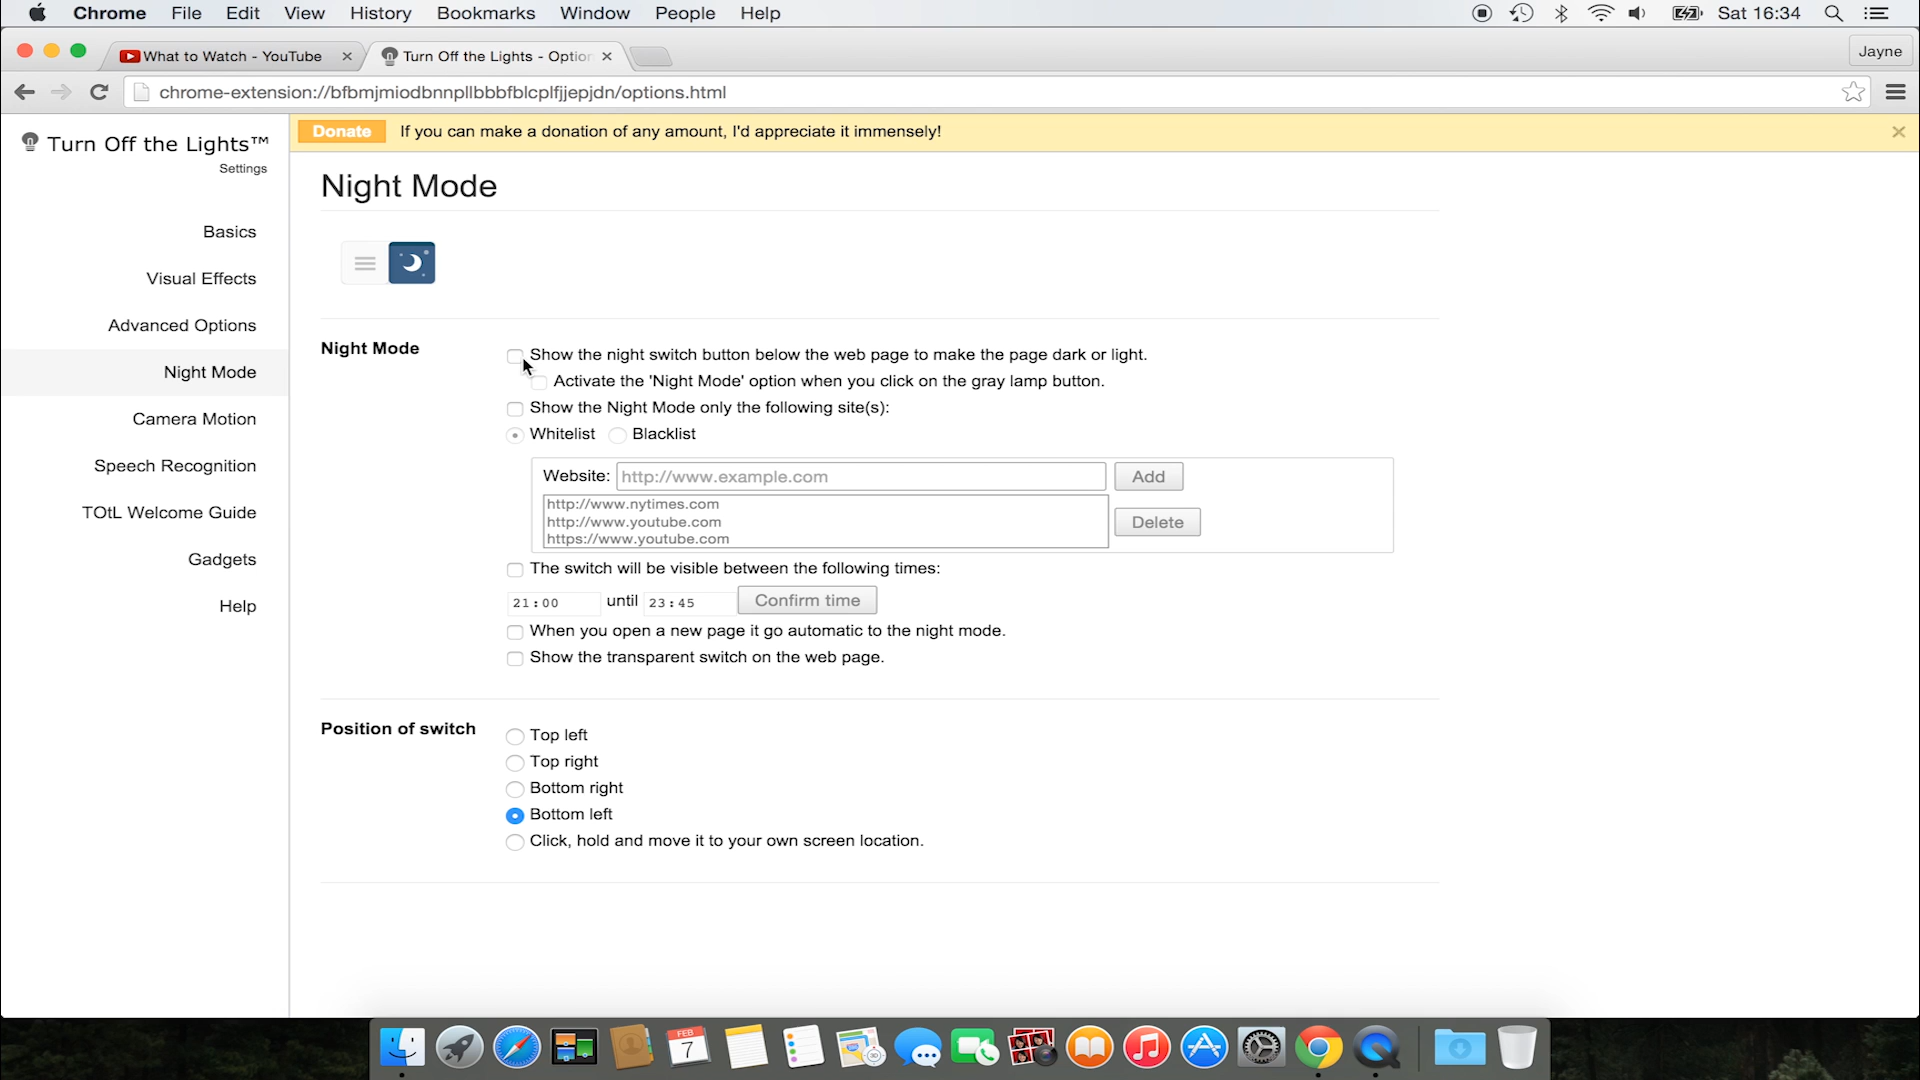 Chrome File Edit View History Bookmarks Window People Help Sat 16:34
What to Watch - YouTube
Turn Off the Lights - Option
Jayne
chrome-extension://bfbmjmiodbnnpllbbbfblcplfjjepjdn/options.html
Turn Off the Lights™
Settings
Donate If you can make a donation of any amount, I'd appreciate it immensely!
Basics
Visual Effects
Advanced Options
Night Mode
Camera Motion
Speech Recognition
TOtL Welcome Guide
Gadgets
Help
Night Mode
Night Mode
Show the night switch button below the web page to make the page dark or light.
Activate the 'Night Mode' option when you click on the gray lamp button.
Show the Night Mode only the following site(s):
Whitelist Blacklist
Website: http://www.example.com Add
http://www.nytimes.com
http://www.youtube.com
https://www.youtube.com
Delete
The switch will be visible between the following times:
21:00 until 23:45 Confirm time
When you open a new page it go automatic to the night mode.
Show the transparent switch on the web page.
Position of switch
Top left
Top right
Bottom right
Bottom left
Click, hold and move it to your own screen location.
FEB
7
3D